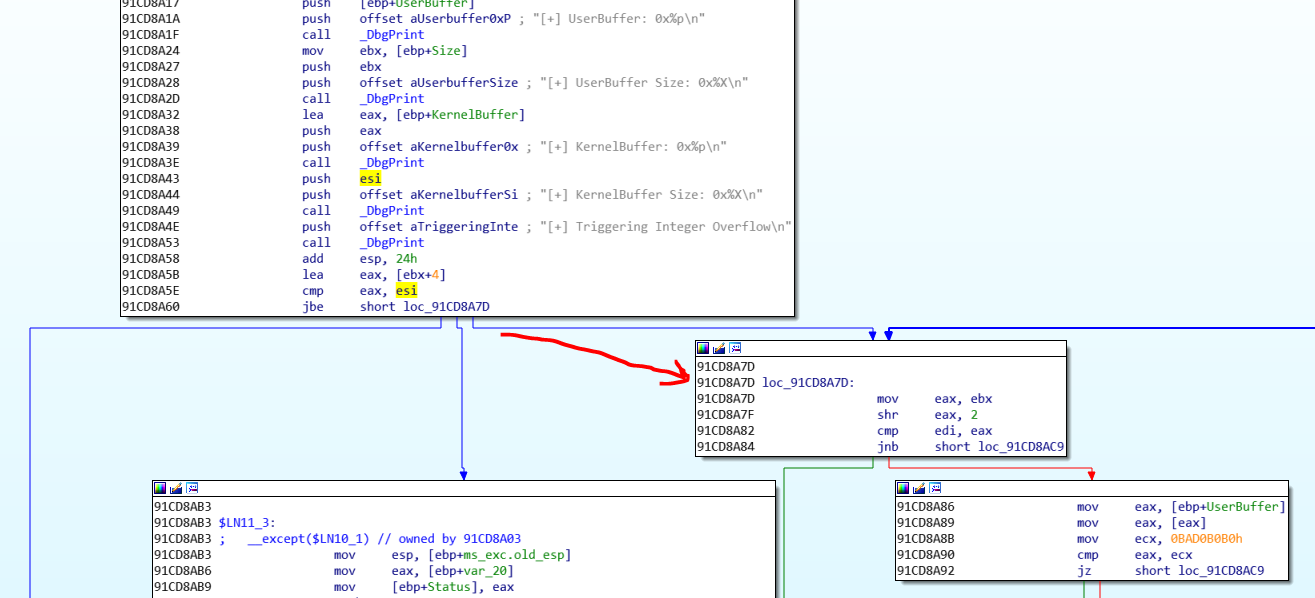 91CD8A17 push [ebp+UserBuffer]
91CD8A1A push offset aUserbuffer0xP ; "[+] UserBuffer: 0x%p\n"
91CD8A1F call _DbgPrint
91CD8A24 mov ebx, [ebp+Size]
91CD8A27 push ebx
91CD8A28 push offset aUserbufferSize ; "[+] UserBuffer Size: 0x%X\n"
91CD8A2D call _DbgPrint
91CD8A32 lea eax, [ebp+KernelBuffer]
91CD8A38 push eax
91CD8A39 push offset aKernelbuffer0x ; "[+] KernelBuffer: 0x%p\n"
91CD8A3E call _DbgPrint
91CD8A43 push esi
91CD8A44 push offset aKernelbufferSi ; "[+] KernelBuffer Size: 0x%X\n"
91CD8A49 call _DbgPrint
91CD8A4E push offset aTriggeringInte ; "[+] Triggering Integer Overflow\n"
91CD8A53 call _DbgPrint
91CD8A58 add esp, 24h
91CD8A5B lea eax, [ebx+4]
91CD8A5E cmp eax, esi
91CD8A60 jbe short loc_91CD8A7D
91CD8A7D
91CD8A7D loc_91CD8A7D:
91CD8A7D mov eax, ebx
91CD8A7F shr eax, 2
91CD8A82 cmp edi, eax
91CD8A84 jnb short loc_91CD8AC9
91CD8AB3
91CD8AB3 $LN11_3:
91CD8AB3 ; __except($LN10_1) // owned by 91CD8A03
91CD8AB3 mov esp, [ebp+ms_exc.old_esp]
91CD8AB6 mov eax, [ebp+var_20]
91CD8AB9 mov [ebp+Status], eax
91CD8A86 mov eax, [ebp+UserBuffer]
91CD8A89 mov eax, [eax]
91CD8A8B mov ecx, 0BAD0B0B0h
91CD8A90 cmp eax, ecx
91CD8A92 jz short loc_91CD8AC9